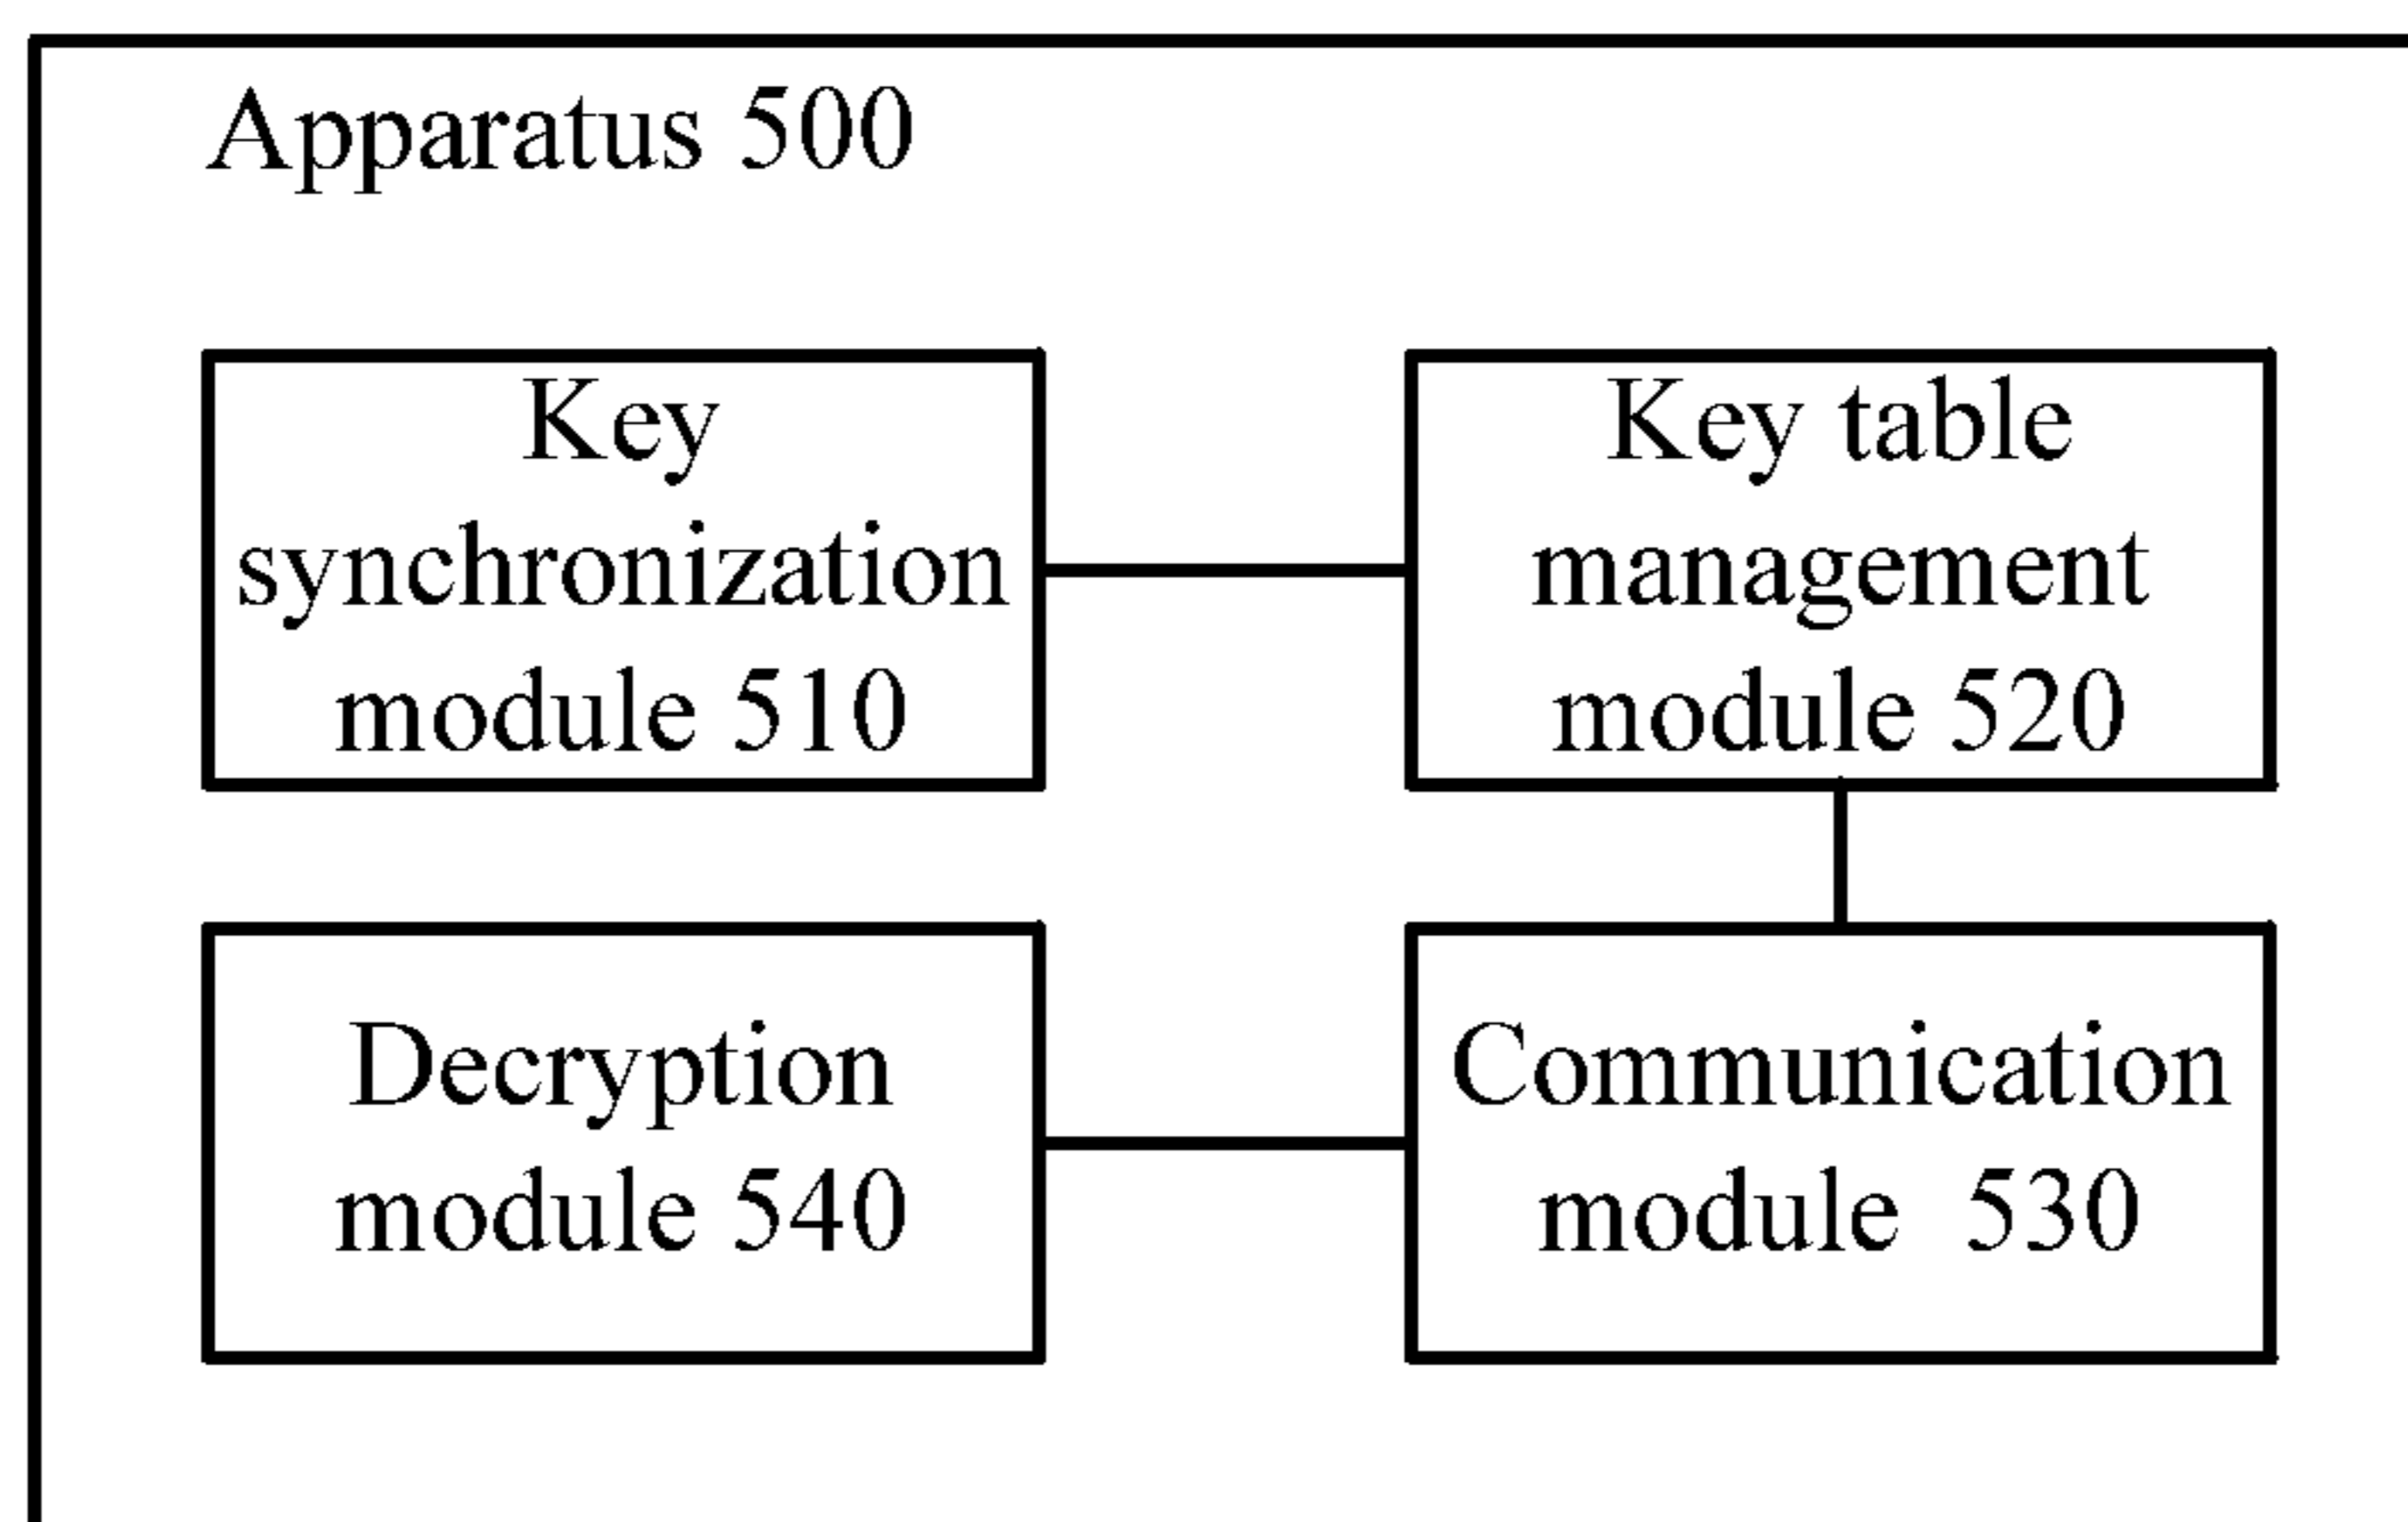 Apparatus 500
Key
synchronization
module 510
Key table
management
module 520
Decryption
module 540
Communication
module  530